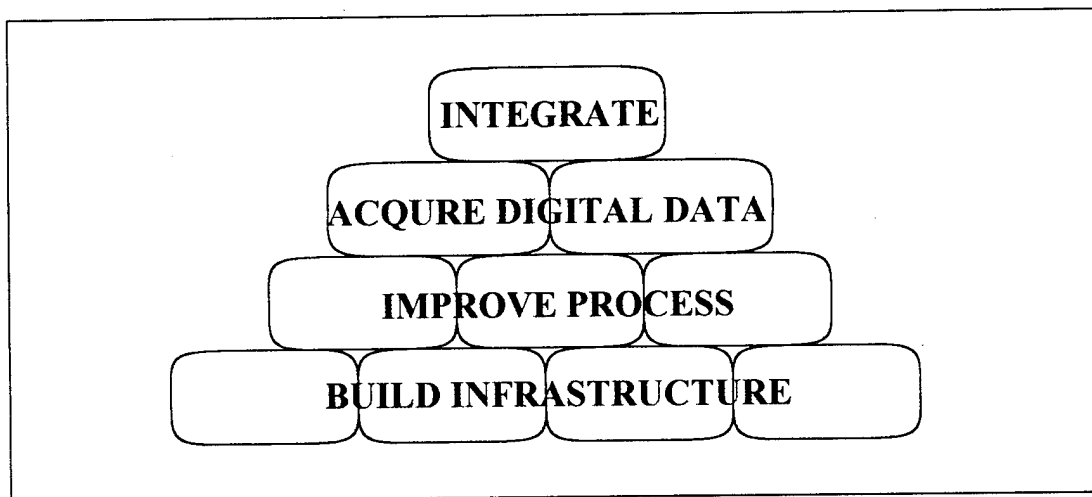 INTEGRATE
ACQURE DIGITAL DATA
IMPROVE PROCESS
BUILD INFRASTRUCTURE